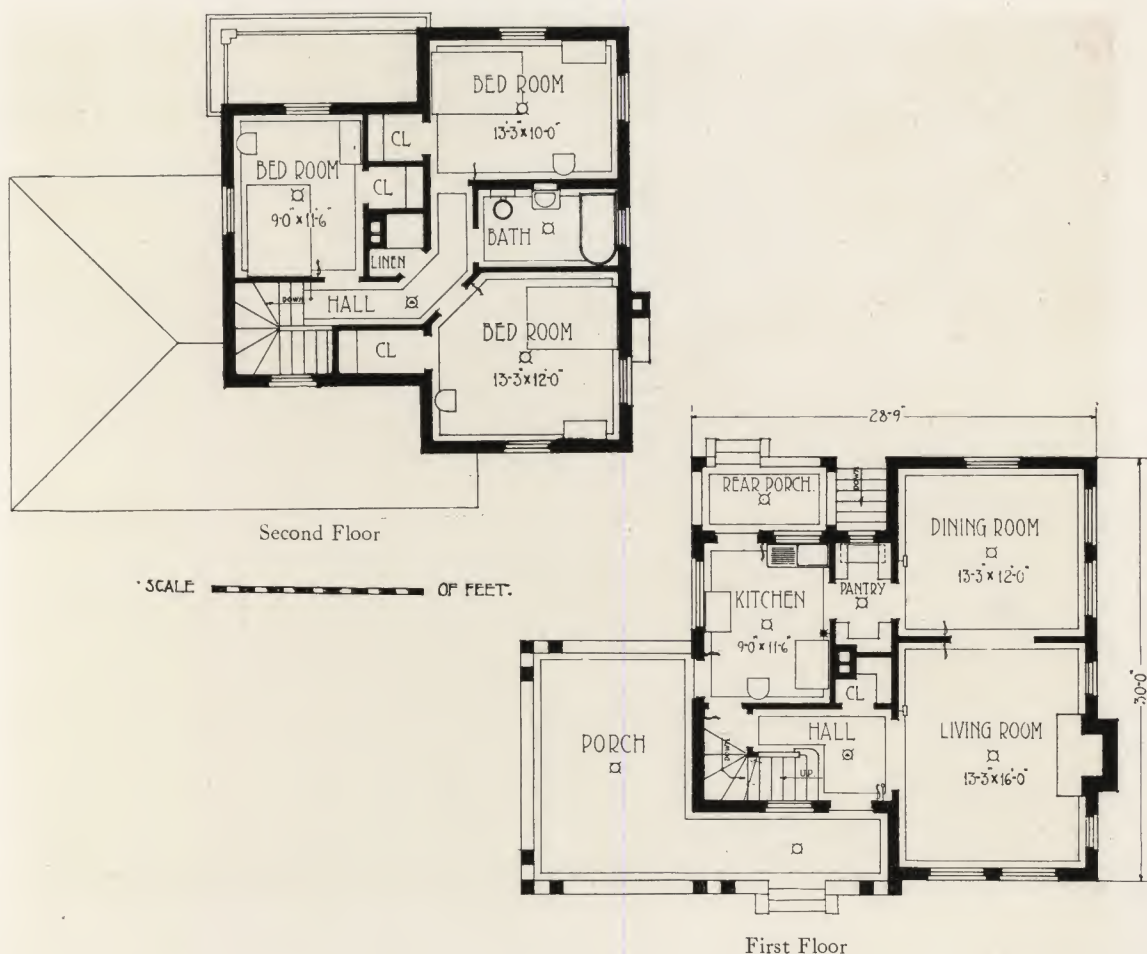 BED ROOM
13'-3" x 10'-0"
CL
BED ROOM
9'-0" x 11'-6"
CL
BATH
LINEN
DOWN
HALL
BED ROOM
13'-3" x 12'-0"
CL
Second Floor
SCALE OF FEET.
28'-9"
REAR PORCH.
DOWN
DINING ROOM
13'-3" x 12'-0"
KITCHEN
9'-0" x 11'-6"
PANTRY
CL
30'-0"
PORCH
HALL
DOWN
UP
LIVING ROOM
13'-3 x 16'-0"
First Floor